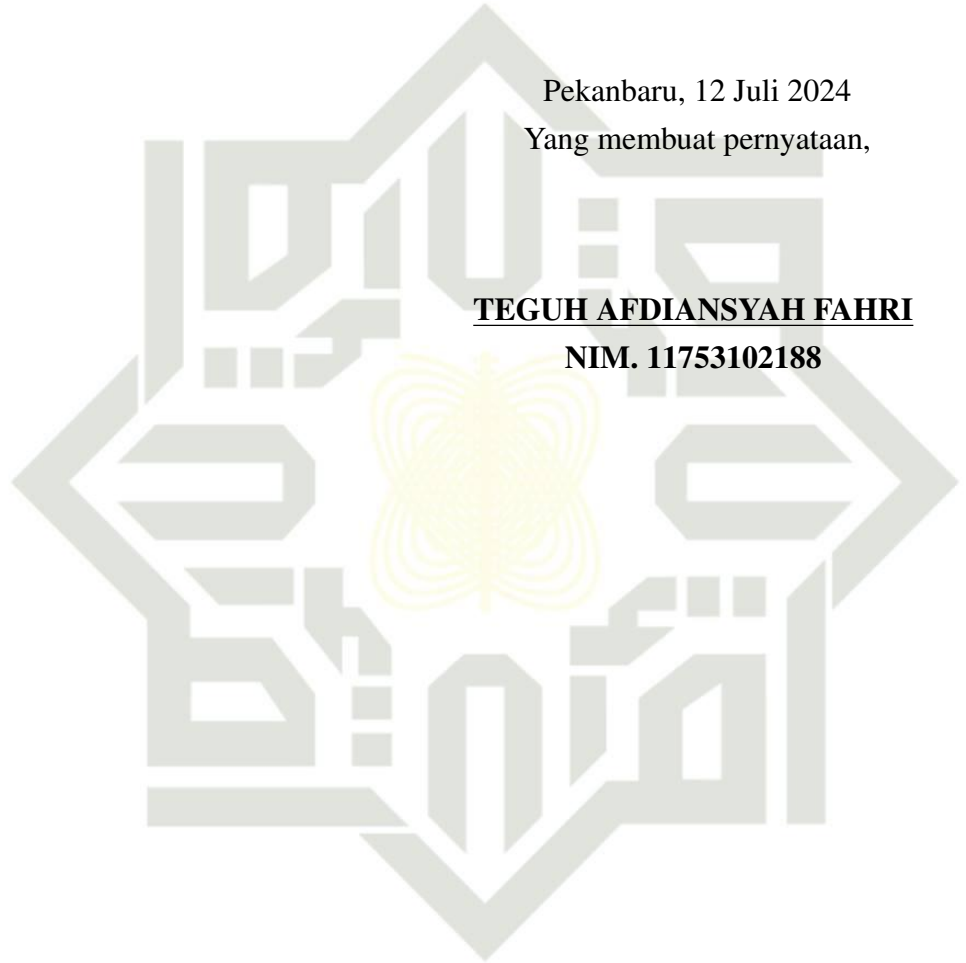 Pekanbaru, 12 Juli 2024
Yang membuat pernyataan,
TEGUH AFDIANSYAH FAHRI
NIM. 11753102188